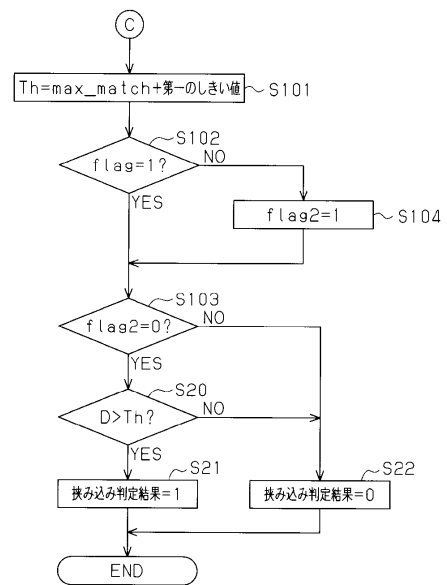 C
Th=max_match+第一のしきい値
S101
S102
flag=1?
NO
YES
flag2=1
S104
S103
flag2=0?
NO
YES
S20
D>Th?
NO
YES
S21
挟み込み判定結果=1
S22
挟み込み判定結果=0
END